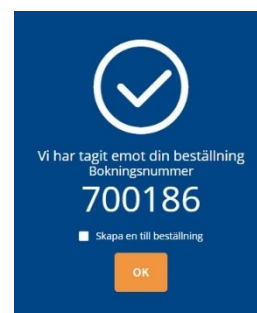 Vi har tagit emot din beställning
Bokningsnummer
700186
Skapa en till beställning
OK